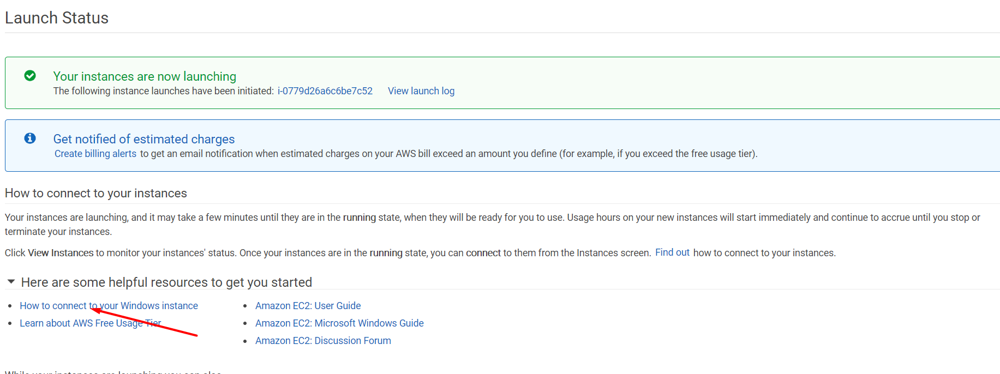 Launch Status
Your instances are now launching
The following instance launches have been initiated: i-0779d26a6c6be7c52 View launch log
Get notified of estimated charges
Create billing alerts to get an email notification when estimated charges on your AWS bill exceed an amount you define (for example, if you exceed the free usage tier).
How to connect to your instances
Your instances are launching, and it may take a few minutes until they are in the running state, when they will be ready for you to use. Usage hours on your new instances will start immediately and continue to accrue until you stop or
terminate your instances.
Click View Instances to monitor your instances' status. Once your instances are in the running state, you can connect to them from the Instances screen. Find out how to connect to your instances.
Here are some helpful resources to get you started
How to connect to your Windows instance
Learn about AWS Free Usage Tier
Amazon EC2: User Guide
Amazon EC2: Microsoft Windows Guide
Amazon EC2: Discussion Forum
While your instances are launching you can also